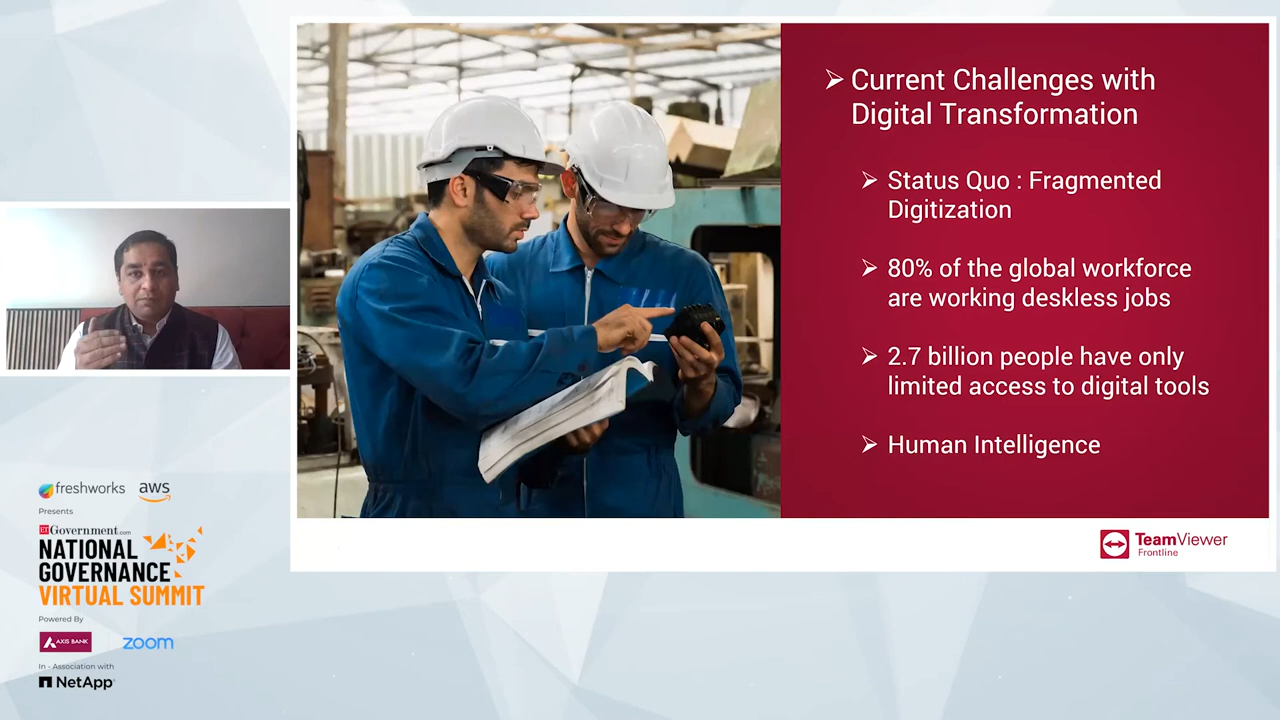 ➢ Current Challenges with
Digital Transformation
➢ Status Quo : Fragmented
Digitization
➢ 80% of the global workforce
are working deskless jobs
➢ 2.7 billion people have only
limited access to digital tools
➢ Human Intelligence
TeamViewer
Frontline
freshworks aws
Presents
ETGovernment.com
NATIONAL
GOVERNANCE
VIRTUAL SUMMIT
Powered By
AXIS BANK zoom
In - Association with
NetApp